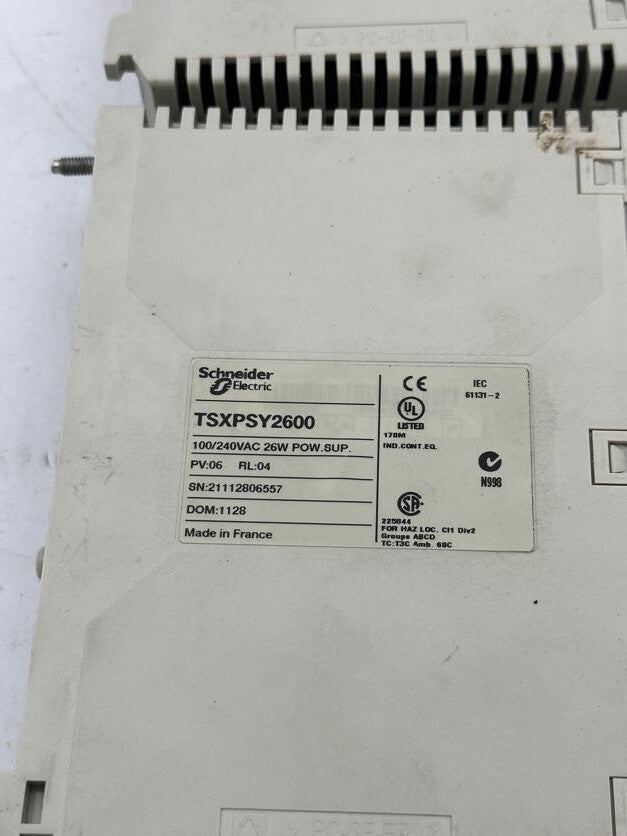 Schneider
Electric
TSXPSY2600
100/240VAC 26W POW.SUP.
PV:06 RL:04
SN:21112806557
DOM:1128
Made in France
CE
IEC
61131-2
UL
LISTED
170M
IND.CONT.EQ.
N998
SA
225844
FOR HAZ LOC. Cl1 Div2
Groups ABCD
TC:T3C Amb. 60C